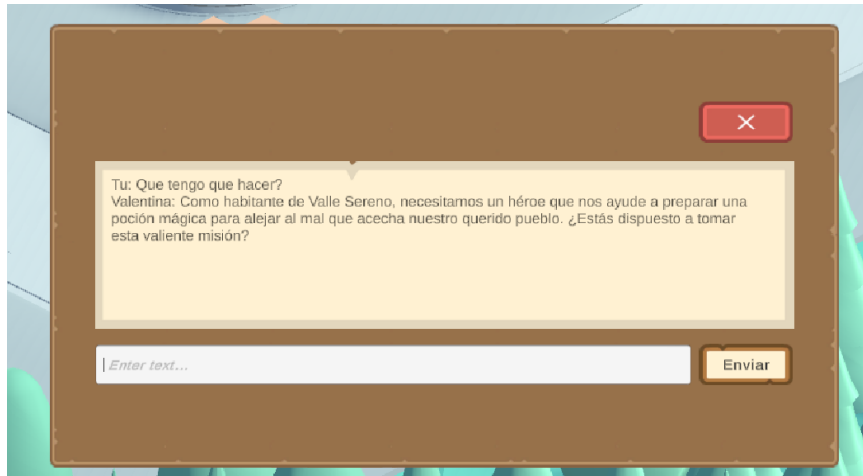 Tu: Que tengo que hacer?
Valentina: Como habitante de Valle Sereno, necesitamos un héroe que nos ayude a preparar una
poción mágica para alejar al mal que acecha nuestro querido pueblo. ¿Estás dispuesto a tomar
esta valiente misión?
Enter text...
Enviar